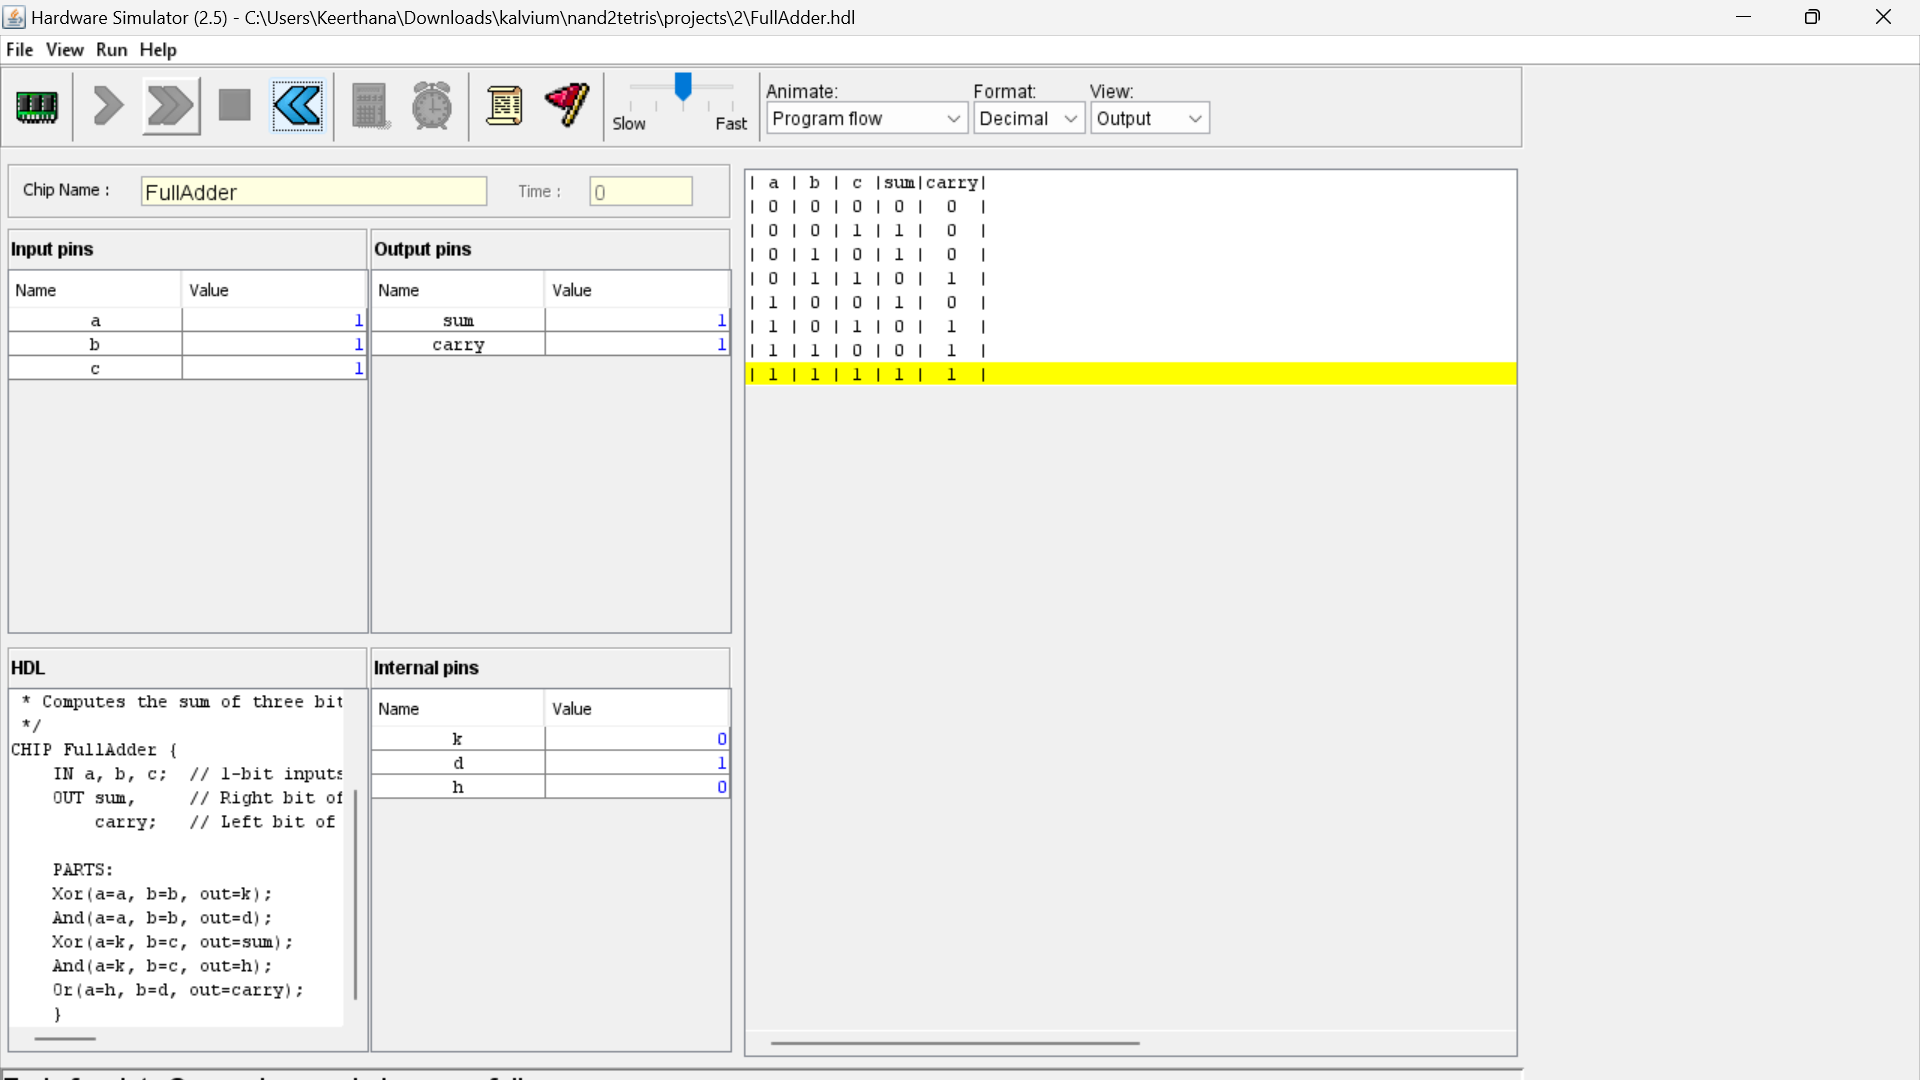 Hardware Simulator (2.5) - C:\Users\Keerthana\Downloads\kalvium\nand2tetris\projects\2\FullAdder.hdl
File View Run Help
Slow Fast
Animate: Format: View:
Program flow Decimal Output
Chip Name : FullAdder Time : 0
Input pins
Name Value
a 1
b 1
c 1
Output pins
Name Value
sum 1
carry 1
HDL
* Computes the sum of three bit
*/
CHIP FullAdder {
IN a, b, c; // 1-bit inputs
OUT sum, // Right bit of
carry; // Left bit of
PARTS:
Xor(a=a, b=b, out=k);
And(a=a, b=b, out=d);
Xor(a=k, b=c, out=sum);
And(a=k, b=c, out=h);
Or(a=h, b=d, out=carry);
}
Internal pins
Name Value
k 0
d 1
h 0
| a | b | c |sum|carry|
| 0 | 0 | 0 | 0 | 0 |
| 0 | 0 | 1 | 1 | 0 |
| 0 | 1 | 0 | 1 | 0 |
| 0 | 1 | 1 | 0 | 1 |
| 1 | 0 | 0 | 1 | 0 |
| 1 | 0 | 1 | 0 | 1 |
| 1 | 1 | 0 | 0 | 1 |
| 1 | 1 | 1 | 1 | 1 |